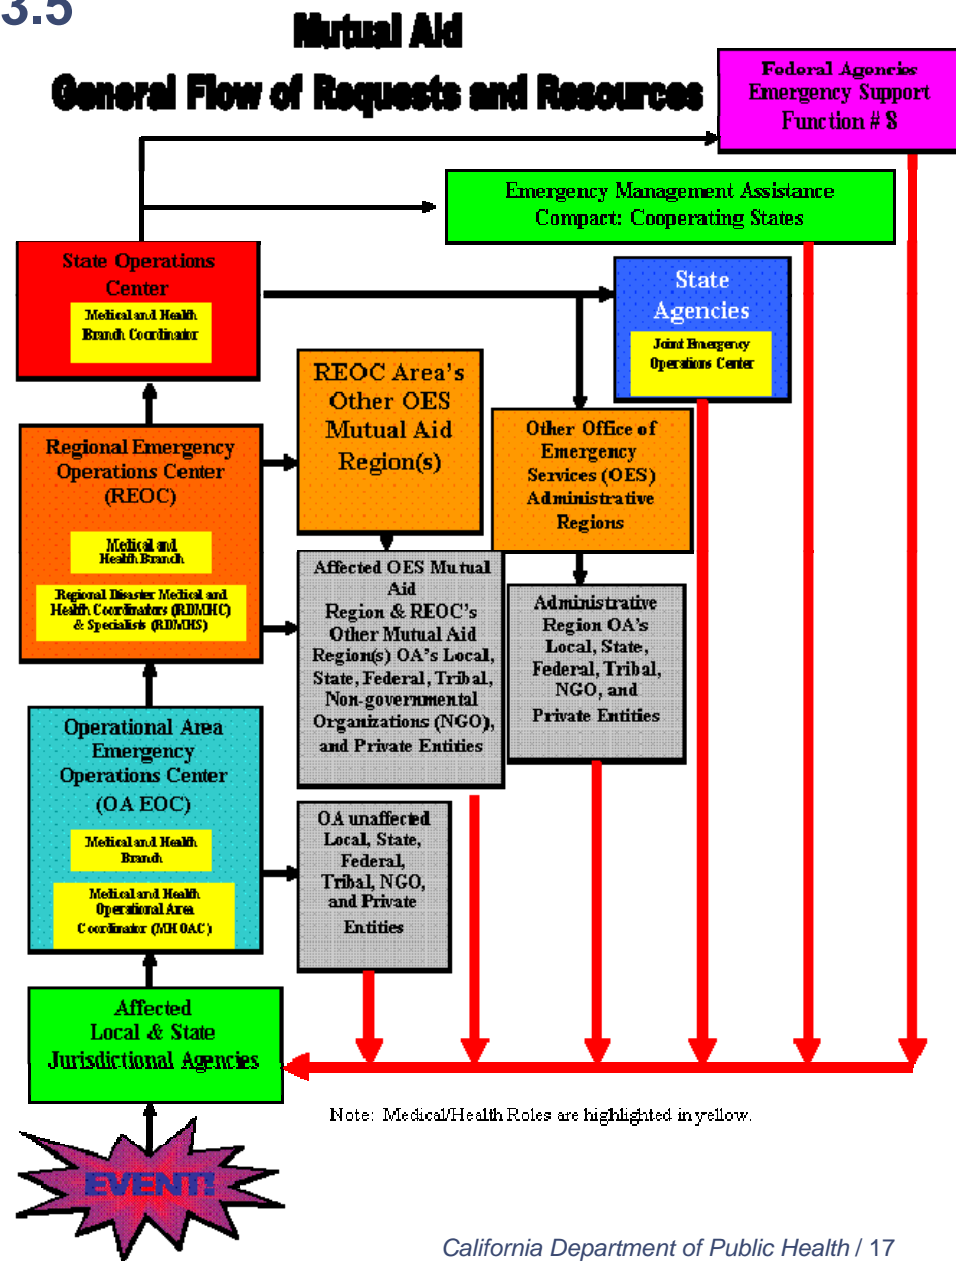 3.5
Mutual Aid
General Flow of Requests and Resources
Federal Agencies
Emergency Support
Function # 8
Emergency Management Assistance
Compact: Cooperating States
State Operations
Center
Medical and Health
Branch Coordinator
State
Agencies
Joint Emergency
Operations Center
REOC Area's
Other OES
Mutual Aid
Region(s)
Other Office of
Emergency
Services (OES)
Administrative
Regions
Regional Emergency
Operations Center
(REOC)
Medical and
Health Branch
Regional Disaster Medical and
Health Coordinators (RDMHC)
& Specialists (RDMHS)
Affected OES Mutual
Aid
Region & REOC's
Other Mutual Aid
Region(s) OA's Local,
State, Federal, Tribal,
Non-governmental
Organizations (NGO),
and Private Entities
Administrative
Region OA's
Local, State,
Federal, Tribal,
NGO, and
Private Entities
Operational Area
Emergency
Operations Center
(OA EOC)
Medical and Health
Branch
Medical and Health
Operational Area
Coordinator (MHOAC)
OA unaffected
Local, State,
Federal,
Tribal, NGO,
and Private
Entities
Affected
Local & State
Jurisdictional Agencies
Note: Medical/Health Roles are highlighted in yellow.
EVENT!
California Department of Public Health / 17